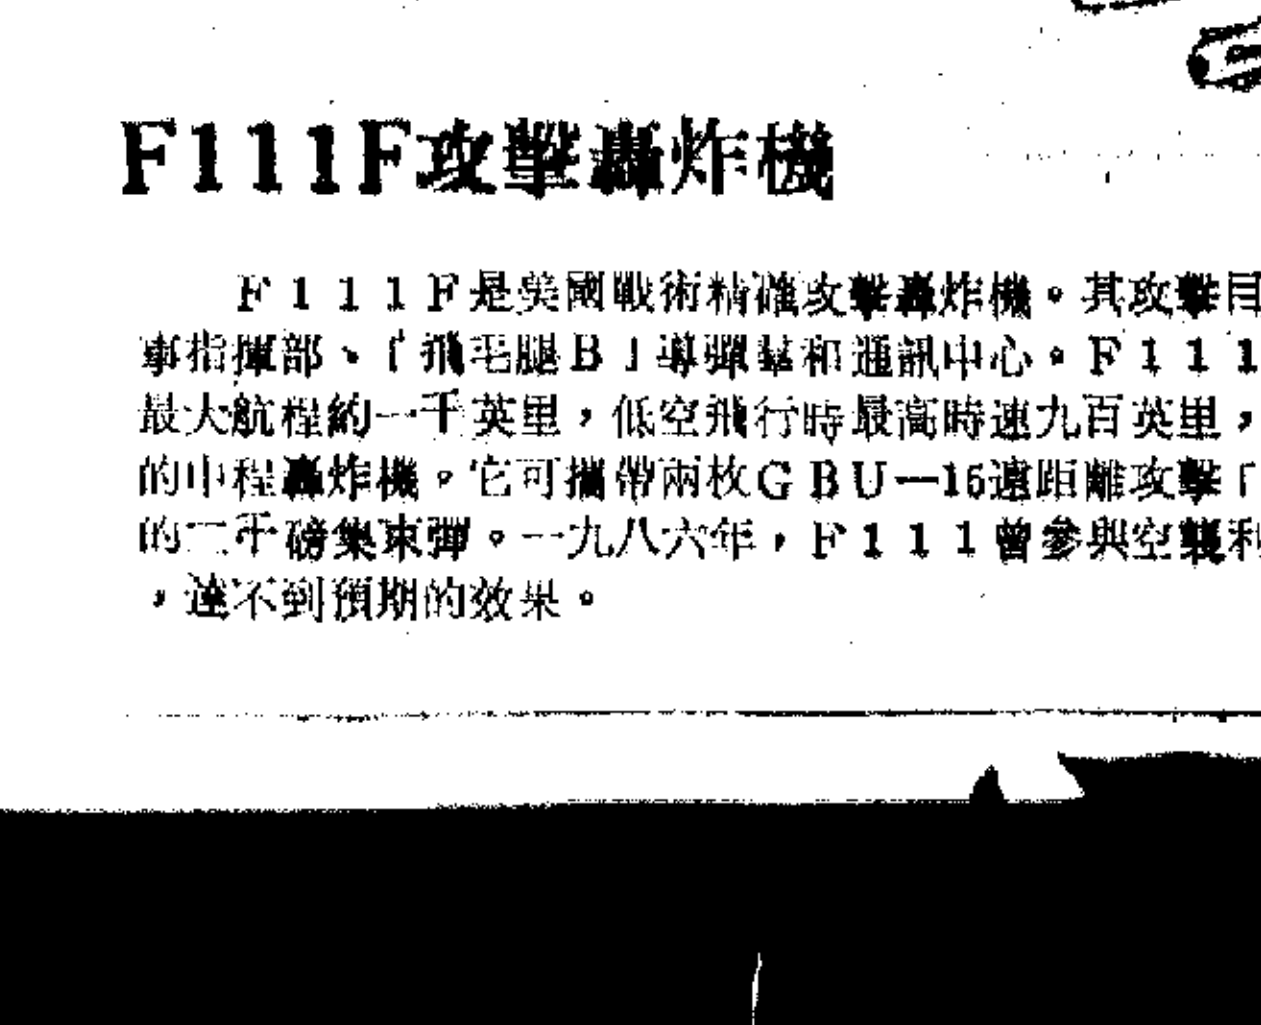 F111F攻擊轟炸機
F111F是美國戰術精確攻擊轟炸機。其攻擊目
事指揮部、「飛毛腿B」導彈羣和通訊中心。F111
最大航程約一千英里，低空飛行時最高時速九百英里，
的中程轟炸機。它可攜帶兩枚GBU—15遠距離攻擊「
的二千磅集束彈。一九八六年，F111曾參與空襲利
，達不到預期的效果。